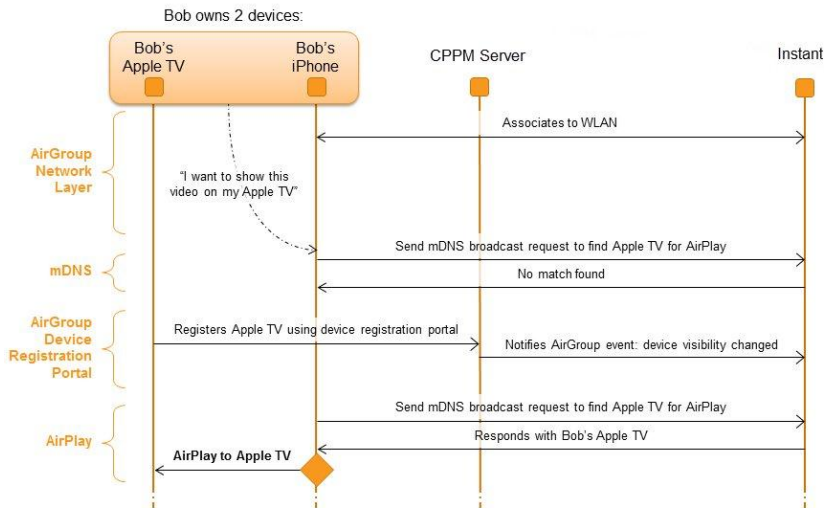 Bob owns 2 devices:
Bob's
Apple TV
Bob's
iPhone
CPPM Server
Instant
AirGroup
Network
Layer
Associates to WLAN
"I want to show this
video on my Apple TV"
mDNS
Send mDNS broadcast request to find Apple TV for AirPlay
No match found
AirGroup
Device
Registration
Portal
Registers Apple TV using device registration portal
Notifies AirGroup event: device visibility changed
AirPlay
Send mDNS broadcast request to find Apple TV for AirPlay
Responds with Bob's Apple TV
AirPlay to Apple TV